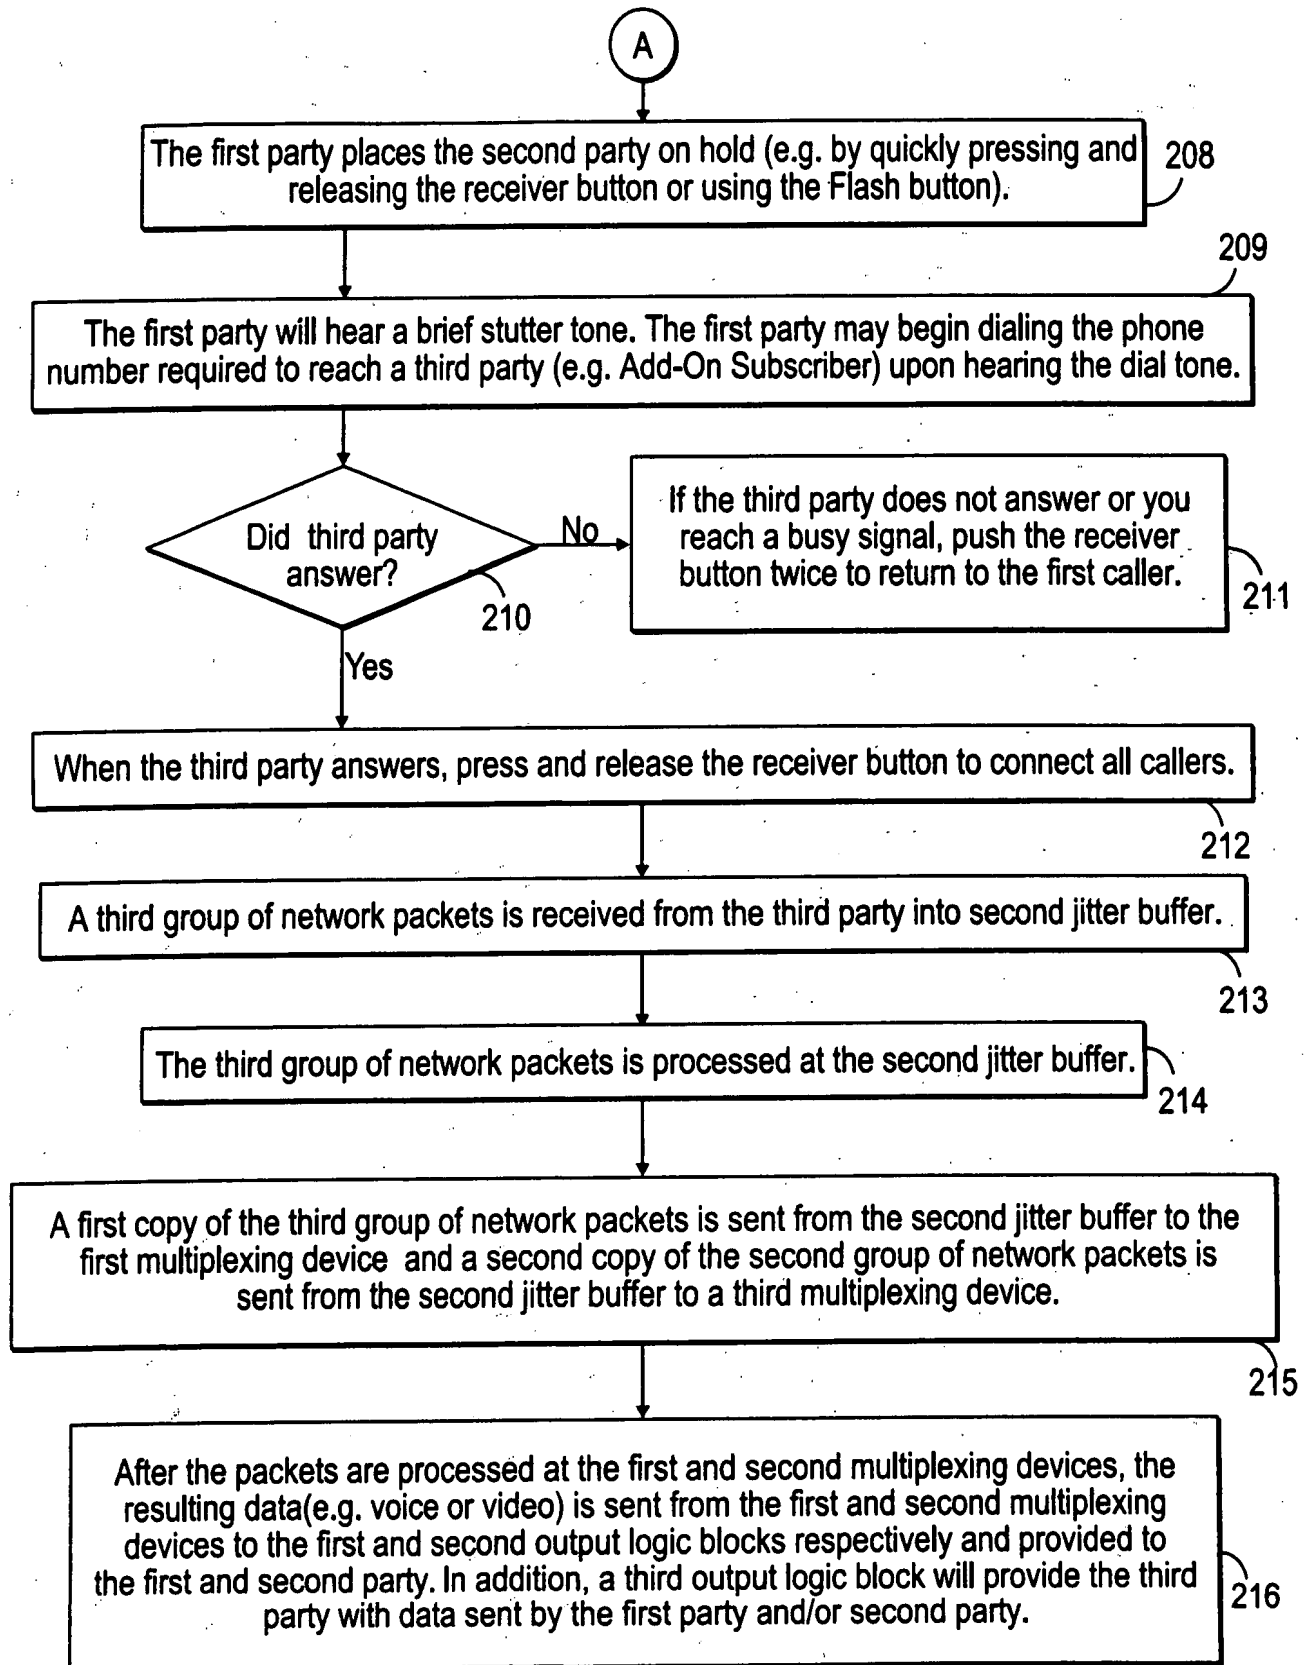 A
The first party places the second party on hold (e.g. by quickly pressing and
releasing the receiver button or using the Flash button).
208
209
The first party will hear a brief stutter tone. The first party may begin dialing the phone
number required to reach a third party (e.g. Add-On Subscriber) upon hearing the dial tone.
Did third party
answer?
210
No
If the third party does not answer or you
reach a busy signal, push the receiver
button twice to return to the first caller.
211
Yes
When the third party answers, press and release the receiver button to connect all callers.
212
A third group of network packets is received from the third party into second jitter buffer.
213
The third group of network packets is processed at the second jitter buffer.
214
A first copy of the third group of network packets is sent from the second jitter buffer to the
first multiplexing device and a second copy of the second group of network packets is
sent from the second jitter buffer to a third multiplexing device.
215
After the packets are processed at the first and second multiplexing devices, the
resulting data(e.g. voice or video) is sent from the first and second multiplexing
devices to the first and second output logic blocks respectively and provided to
the first and second party. In addition, a third output logic block will provide the third
party with data sent by the first party and/or second party.
216